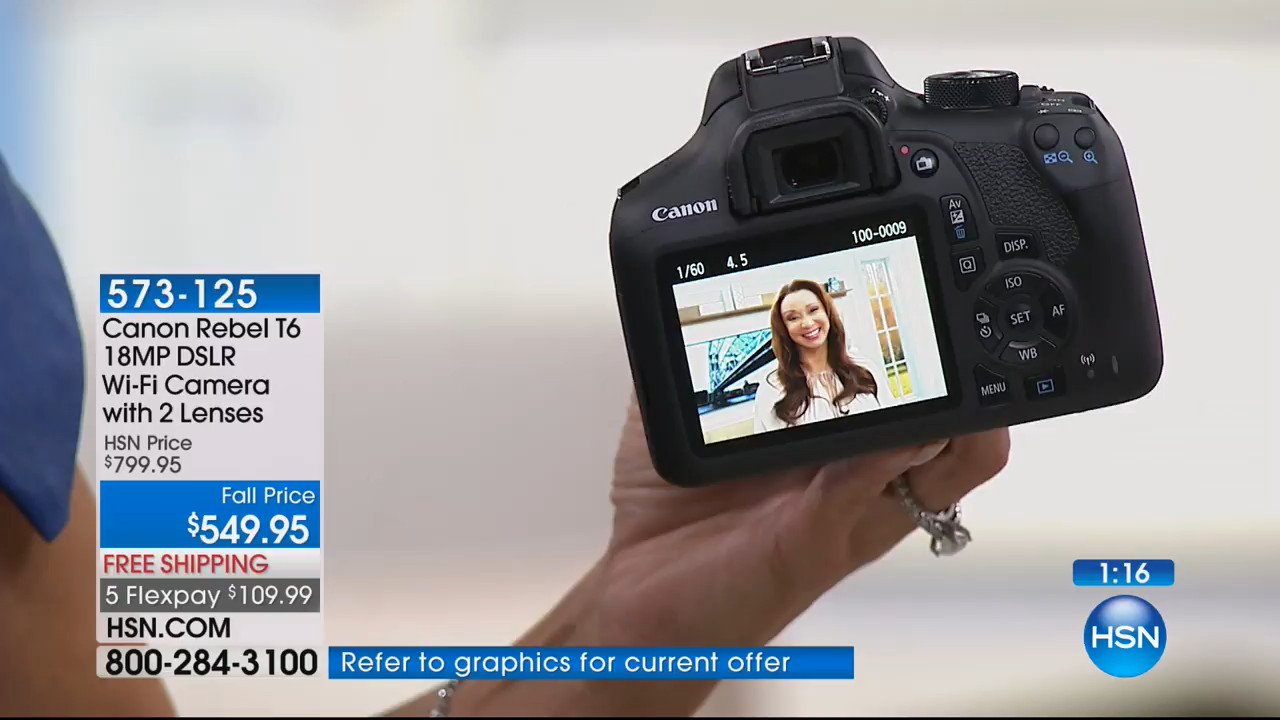 573-125
Canon Rebel T6
18MP DSLR
Wi-Fi Camera
with 2 Lenses
HSN Price
$799.95
Fall Price
$549.95
FREE SHIPPING
5 Flexpay $109.99
HSN.COM
800-284-3100
Refer to graphics for current offer
Canon
1/60 4.5
100-0009
Av
DISP.
Q
ISO
SET
AF
WB
MENU
1:16
HSN